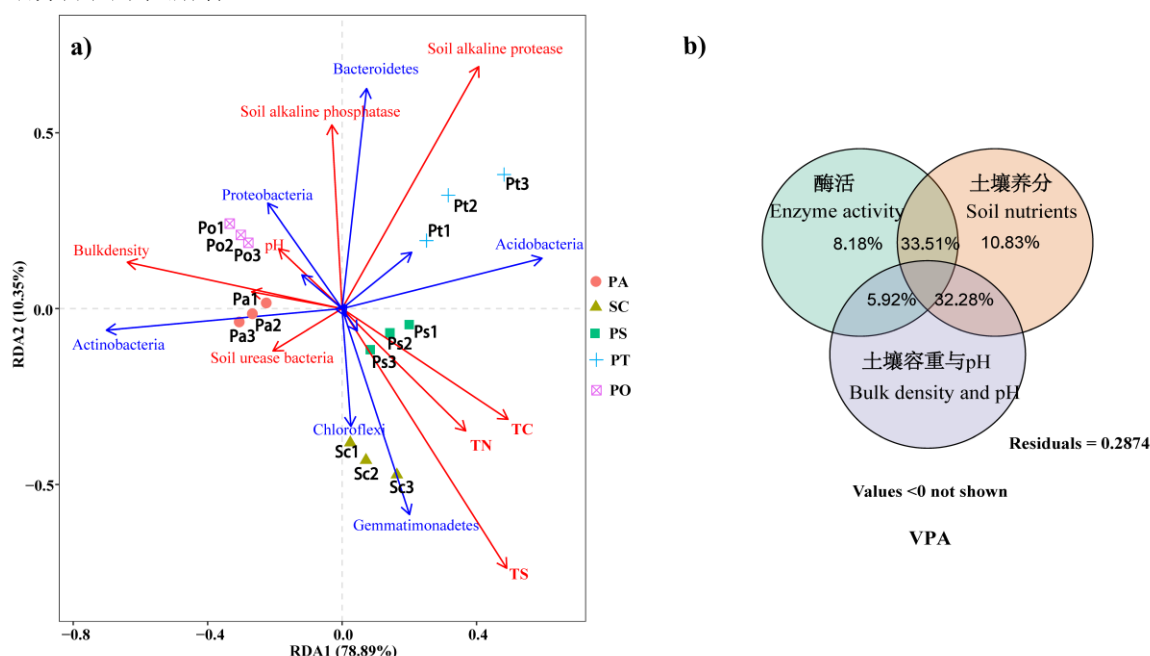 a)
Soil alkaline protease
Bacteroidetes
Soil alkaline phosphatase
0.5
Pt3
Proteobacteria
Pt2
Po1
Pt1
Po2
Po3
pH
Acidobacteria
Bulkdensity
PA
0.0
Pa1
SC
Pa2
Ps1
PS
Pa3
Ps2
Actinobacteria
Soil urease bacteria
Ps3
PT
PO
TC
Chloroflexi
TN
Sc1
Sc2
Sc3
−0.5
Gemmatimonadetes
TS
−0.8
−0.4
0.0
0.4
RDA1 (78.89%)
RDA2 (10.35%)
b)
酶活
土壤养分
Enzyme activity
Soil nutrients
8.18%
33.51%
10.83%
5.92%
32.28%
土壤容重与pH
Bulk density and pH
Residuals = 0.2874
Values <0 not shown
VPA